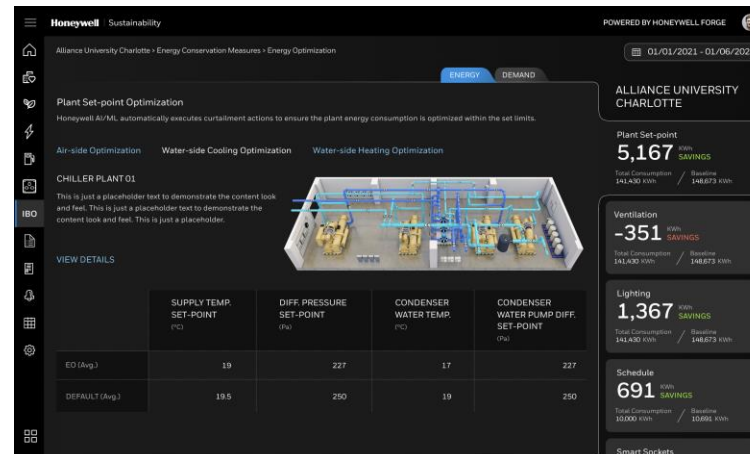 Honeywell | Sustainability
POWERED BY HONEYWELL FORGE
Alliance University Charlotte > Energy Conservation Measures > Energy Optimization
01/01/2021 - 01/06/202
ENERGY
DEMAND
Plant Set-point Optimization
Honeywell AI/ML automatically executes curtailment actions to ensure the plant energy consumption is optimized within the set limits.
Air-side Optimization
Water-side Cooling Optimization
Water-side Heating Optimization
CHILLER PLANT 01
This is just a placeholder text to demonstrate the content look
and feel. This is just a placeholder text to demonstrate the
content look and feel. This is just a placeholder.
VIEW DETAILS
SUPPLY TEMP.
SET-POINT
(°C)
DIFF. PRESSURE
SET-POINT
(Pa)
CONDENSER
WATER TEMP.
(°C)
CONDENSER
WATER PUMP DIFF.
SET-POINT
(Pa)
EO (Avg.) 19 227 17 227
DEFAULT (Avg.) 19.5 250 19 250
IBO
ALLIANCE UNIVERSITY
CHARLOTTE
Plant Set-point
5,167 KWh SAVINGS
Total Consumption / Baseline
141,430 KWh / 148,673 KWh
Ventilation
-351 KWh SAVINGS
Total Consumption / Baseline
141,430 KWh / 148,673 KWh
Lighting
1,367 KWh SAVINGS
Total Consumption / Baseline
141,430 KWh / 148,673 KWh
Schedule
691 KWh SAVINGS
Total Consumption / Baseline
10,000 KWh / 10,691 KWh
Smart Sockets